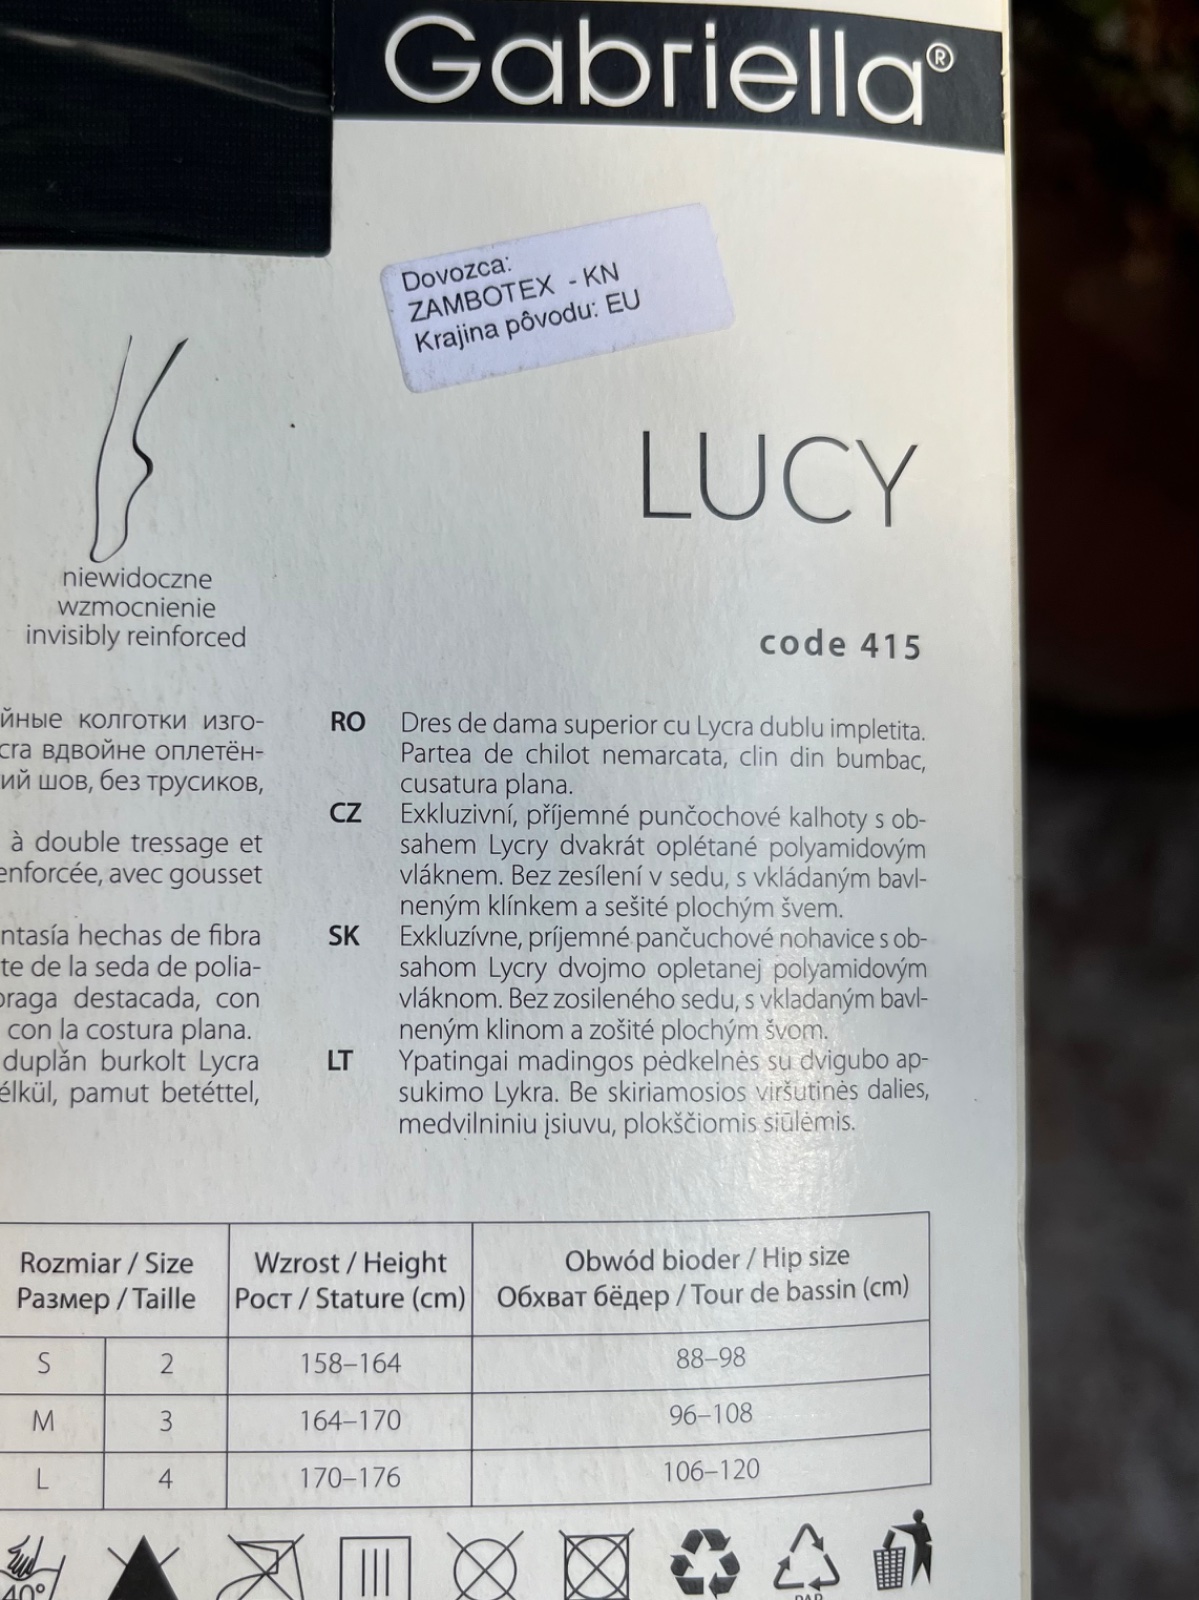 Gabriella®
Dovozca:
ZAMBOTEX - KN
Krajina pôvodu: EU
LUCY
niewidoczne
wzmocnienie
invisibly reinforced
code 415
йные колготки изго-
cra вдвойне оплетён-
ий шов, без трусиков,
à double tressage et
enforcée, avec gousset
ntasía hechas de fibra
te de la seda de polia-
braga destacada, con
con la costura plana.
duplăn burkolt Lycra
élkül, pamut betéttel,
RO Dres de dama superior cu Lycra dublu impletita.
Partea de chilot nemarcata, clin din bumbac,
cusatura plana.
CZ Exkluzivní, příjemné punčochové kalhoty s ob-
sahem Lycry dvakrát oplétané polyamidovým
vláknem. Bez zesílení v sedu, s vkládaným bavl-
neným klínkem a sešité plochým švem.
SK Exkluzívne, príjemné pančuchové nohavice s ob-
sahom Lycry dvojmo opletanej polyamidovým
vláknom. Bez zosileného sedu, s vkladaným bavl-
neným klinom a zošité plochým švom.
LT Ypatingai madingos pėdkelnės su dvigubo ap-
sukimo Lykra. Be skiriamosios viršutinės dalies,
medvilniniu įsiuvu, plokščiomis siūlėmis.
Rozmiar / Size Wzrost / Height Obwód bioder / Hip size
Размер / Taille Рост / Stature (cm) Обхват бёдер / Tour de bassin (cm)
S 2 158–164 88–98
M 3 164–170 96–108
L 4 170–176 106–120
40°
PAP